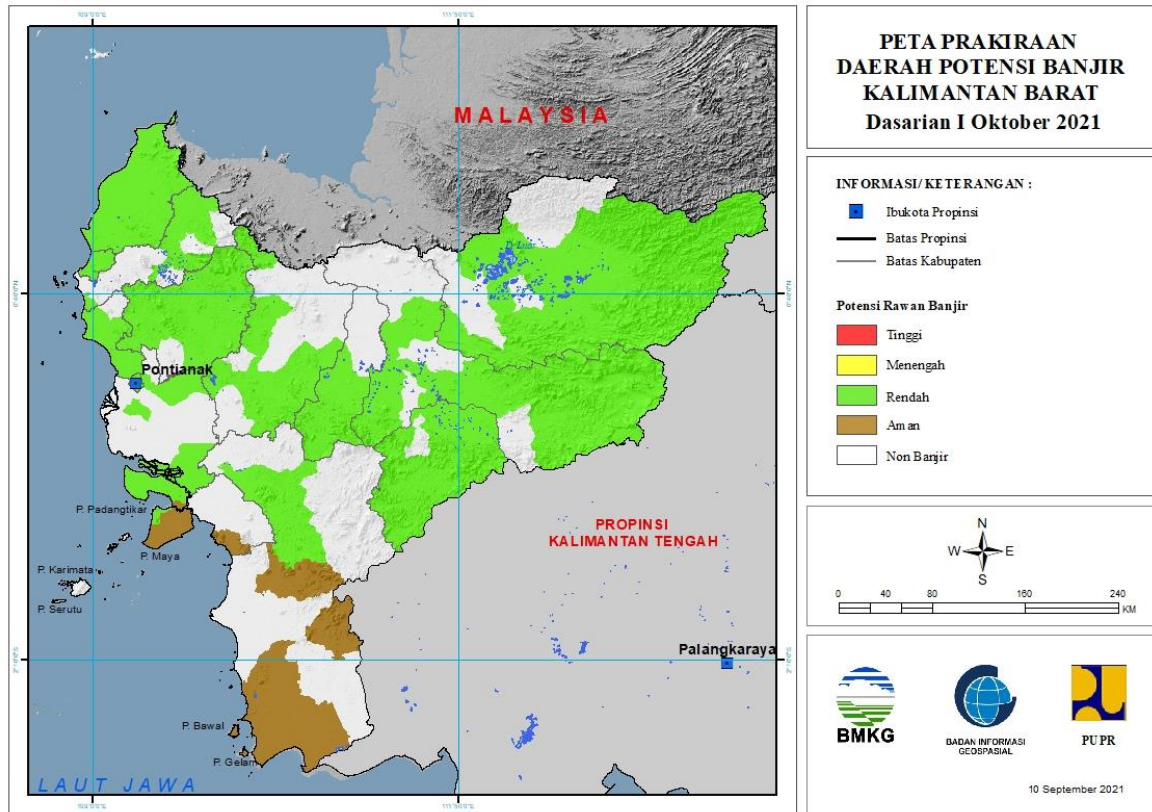 PETA PRAKIRAAN
DAERAH POTENSI BANJIR
KALIMANTAN BARAT
Dasarian I Oktober 2021
INFORMASI/ KETERANGAN :
Ibukota Propinsi
Batas Propinsi
Batas Kabupaten
Potensi Rawan Banjir
Tinggi
Menengah
Rendah
Aman
Non Banjir
N
W E
S
0 40 80 160 240
KM
BMKG
BADAN INFORMASI
GEOSPASIAL
PUPR
10 September 2021
MALAYSIA
Pontianak
P. Padangtikar
P. Maya
P. Karimata
P. Serutu
PROPINSI
KALIMANTAN TENGAH
Palangkaraya
P. Bawal
P. Gelam
LAUT JAWA